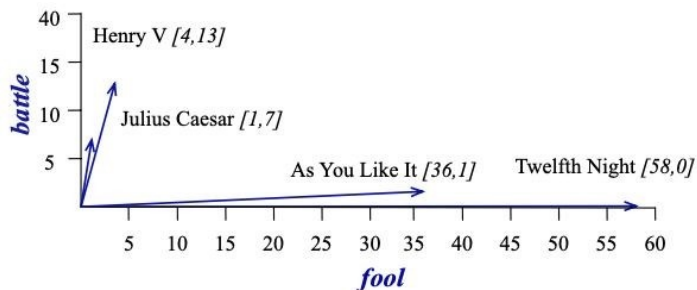 40
Henry V [4,13]
15
battle
10
Julius Caesar [1,7]
5
As You Like It [36,1]
Twelfth Night [58,0]
5 10 15 20 25 30 35 40 45 50 55 60
fool